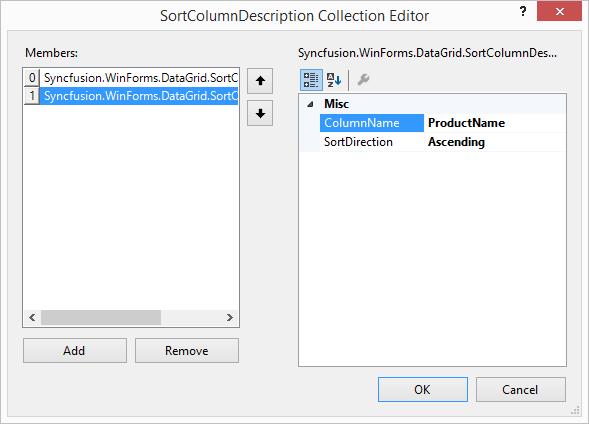 SortColumnDescription Collection Editor
?
Members:
0 Syncfusion.WinForms.DataGrid.SortC
1 Syncfusion.WinForms.DataGrid.SortC
Add
Remove
Syncfusion.WinForms.DataGrid.SortColumnDes...
Misc
ColumnName ProductName
SortDirection Ascending
OK
Cancel